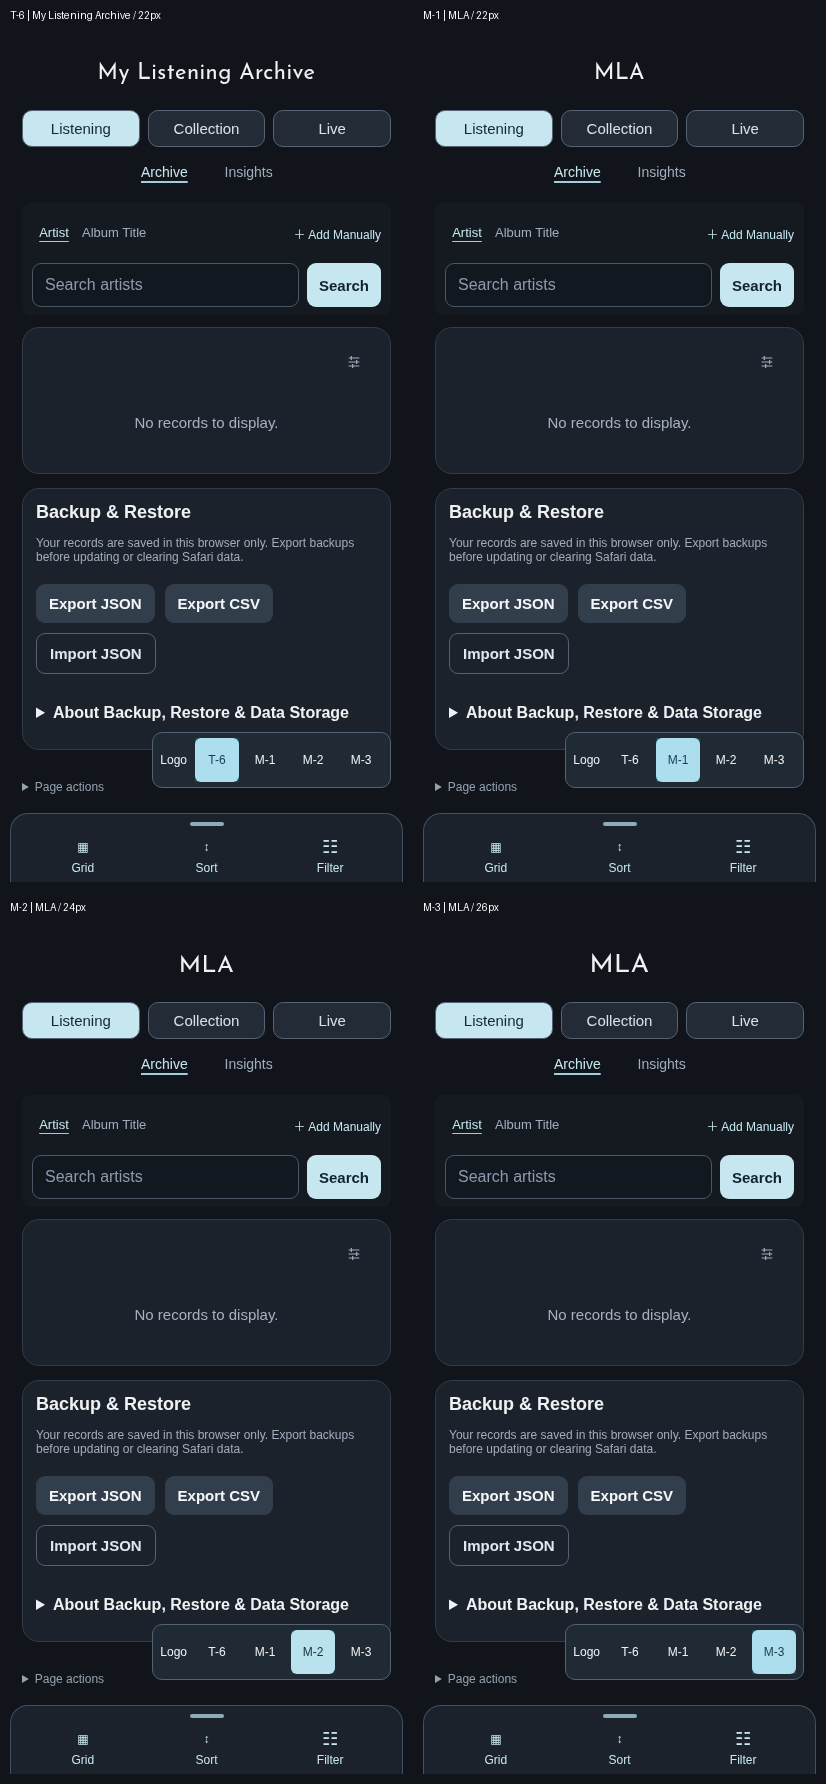 T-6 | My Listening Archive / 22px
My Listening Archive
Listening Collection Live
Archive Insights
Artist Album Title + Add Manually
Search artists Search
No records to display.
Backup & Restore
Your records are saved in this browser only. Export backups
before updating or clearing Safari data.
Export JSON Export CSV
Import JSON
About Backup, Restore & Data Storage
Logo T-6 M-1 M-2 M-3
Page actions
Grid Sort Filter
M-1 | MLA / 22px
MLA
Listening Collection Live
Archive Insights
Artist Album Title + Add Manually
Search artists Search
No records to display.
Backup & Restore
Your records are saved in this browser only. Export backups
before updating or clearing Safari data.
Export JSON Export CSV
Import JSON
About Backup, Restore & Data Storage
Logo T-6 M-1 M-2 M-3
Page actions
Grid Sort Filter
M-2 | MLA / 24px
MLA
Listening Collection Live
Archive Insights
Artist Album Title + Add Manually
Search artists Search
No records to display.
Backup & Restore
Your records are saved in this browser only. Export backups
before updating or clearing Safari data.
Export JSON Export CSV
Import JSON
About Backup, Restore & Data Storage
Logo T-6 M-1 M-2 M-3
Page actions
Grid Sort Filter
M-3 | MLA / 26px
MLA
Listening Collection Live
Archive Insights
Artist Album Title + Add Manually
Search artists Search
No records to display.
Backup & Restore
Your records are saved in this browser only. Export backups
before updating or clearing Safari data.
Export JSON Export CSV
Import JSON
About Backup, Restore & Data Storage
Logo T-6 M-1 M-2 M-3
Page actions
Grid Sort Filter